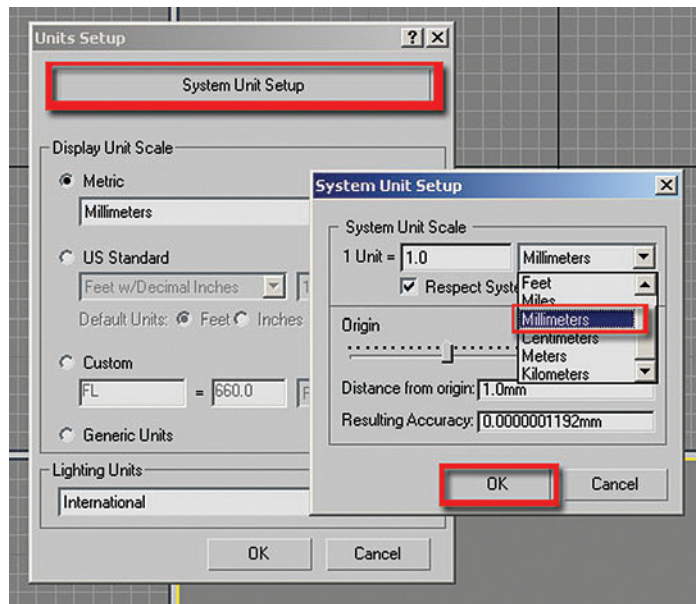 Units Setup
System Unit Setup
Display Unit Scale
Metric
Millimeters
US Standard
Feet w/Decimal Inches
Default Units: Feet Inches
Custom
FL = 660.0
Generic Units
Lighting Units
International
OK Cancel
System Unit Setup
System Unit Scale
1 Unit = 1.0 Millimeters
Respect Syste
Feet
Miles
Millimeters
Centimeters
Meters
Kilometers
Origin
Distance from origin: 1.0mm
Resulting Accuracy: 0.0000001192mm
OK Cancel